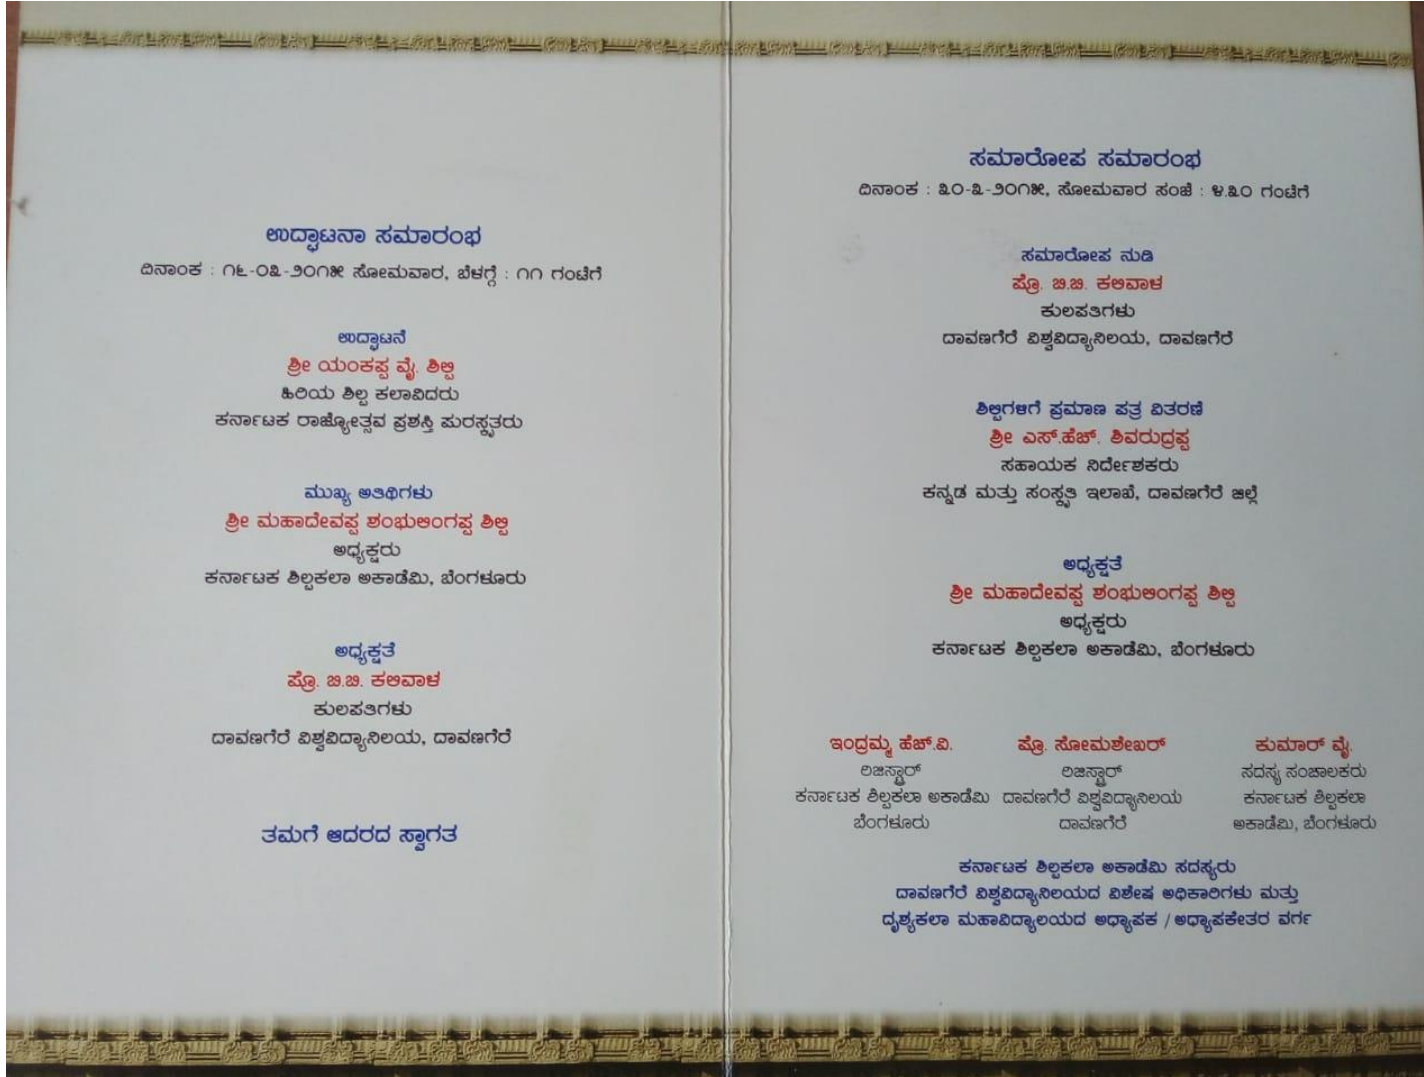 ಉದ್ಘಾಟನಾ ಸಮಾರಂಭ
ದಿನಾಂಕ : ೧೬-೦೩-೨೦೧೫ ಸೋಮವಾರ, ಬೆಳಗ್ಗೆ : ೧೧ ಗಂಟೆಗೆ
ಉದ್ಘಾಟನೆ
ಶ್ರೀ ಯಂಕಪ್ಪ ವೈ. ಶಿಲ್ಪಿ
ಹಿರಿಯ ಶಿಲ್ಪ ಕಲಾವಿದರು
ಕರ್ನಾಟಕ ರಾಜ್ಯೋತ್ಸವ ಪ್ರಶಸ್ತಿ ಪುರಸ್ಕೃತರು
ಮುಖ್ಯ ಅತಿಥಿಗಳು
ಶ್ರೀ ಮಹಾದೇವಪ್ಪ ಶಂಭುಲಿಂಗಪ್ಪ ಶಿಲ್ಪಿ
ಅಧ್ಯಕ್ಷರು
ಕರ್ನಾಟಕ ಶಿಲ್ಪಕಲಾ ಅಕಾಡೆಮಿ, ಬೆಂಗಳೂರು
ಅಧ್ಯಕ್ಷತೆ
ಪ್ರೊ. ಬಿ.ಬಿ. ಕಲಿವಾಳ
ಕುಲಪತಿಗಳು
ದಾವಣಗೆರೆ ವಿಶ್ವವಿದ್ಯಾನಿಲಯ, ದಾವಣಗೆರೆ
ತಮಗೆ ಆದರದ ಸ್ವಾಗತ
ಸಮಾರೋಪ ಸಮಾರಂಭ
ದಿನಾಂಕ : ೩೦-೩-೨೦೧೫, ಸೋಮವಾರ ಸಂಜೆ : ೪.೩೦ ಗಂಟೆಗೆ
ಸಮಾರೋಪ ನುಡಿ
ಪ್ರೊ. ಬಿ.ಬಿ. ಕಲಿವಾಳ
ಕುಲಪತಿಗಳು
ದಾವಣಗೆರೆ ವಿಶ್ವವಿದ್ಯಾನಿಲಯ, ದಾವಣಗೆರೆ
ಶಿಲ್ಪಿಗಳಿಗೆ ಪ್ರಮಾಣ ಪತ್ರ ವಿತರಣೆ
ಶ್ರೀ ಎಸ್.ಹೆಚ್. ಶಿವರುದ್ರಪ್ಪ
ಸಹಾಯಕ ನಿರ್ದೇಶಕರು
ಕನ್ನಡ ಮತ್ತು ಸಂಸ್ಕೃತಿ ಇಲಾಖೆ, ದಾವಣಗೆರೆ ಜಿಲ್ಲೆ
ಅಧ್ಯಕ್ಷತೆ
ಶ್ರೀ ಮಹಾದೇವಪ್ಪ ಶಂಭುಲಿಂಗಪ್ಪ ಶಿಲ್ಪಿ
ಅಧ್ಯಕ್ಷರು
ಕರ್ನಾಟಕ ಶಿಲ್ಪಕಲಾ ಅಕಾಡೆಮಿ, ಬೆಂಗಳೂರು
ಇಂದ್ರಮ್ಮ ಹೆಚ್.ವಿ.
ರಿಜಿಸ್ಟ್ರಾರ್
ಕರ್ನಾಟಕ ಶಿಲ್ಪಕಲಾ ಅಕಾಡೆಮಿ
ಬೆಂಗಳೂರು
ಪ್ರೊ. ಸೋಮಶೇಖರ್
ರಿಜಿಸ್ಟ್ರಾರ್
ದಾವಣಗೆರೆ ವಿಶ್ವವಿದ್ಯಾನಿಲಯ
ದಾವಣಗೆರೆ
ಕುಮಾರ್ ವೈ.
ಸದಸ್ಯ ಸಂಚಾಲಕರು
ಕರ್ನಾಟಕ ಶಿಲ್ಪಕಲಾ
ಅಕಾಡೆಮಿ, ಬೆಂಗಳೂರು
ಕರ್ನಾಟಕ ಶಿಲ್ಪಕಲಾ ಅಕಾಡೆಮಿ ಸದಸ್ಯರು
ದಾವಣಗೆರೆ ವಿಶ್ವವಿದ್ಯಾನಿಲಯದ ವಿಶೇಷ ಅಧಿಕಾರಿಗಳು ಮತ್ತು
ದೃಶ್ಯಕಲಾ ಮಹಾವಿದ್ಯಾಲಯದ ಅಧ್ಯಾಪಕ / ಅಧ್ಯಾಪಕೇತರ ವರ್ಗ